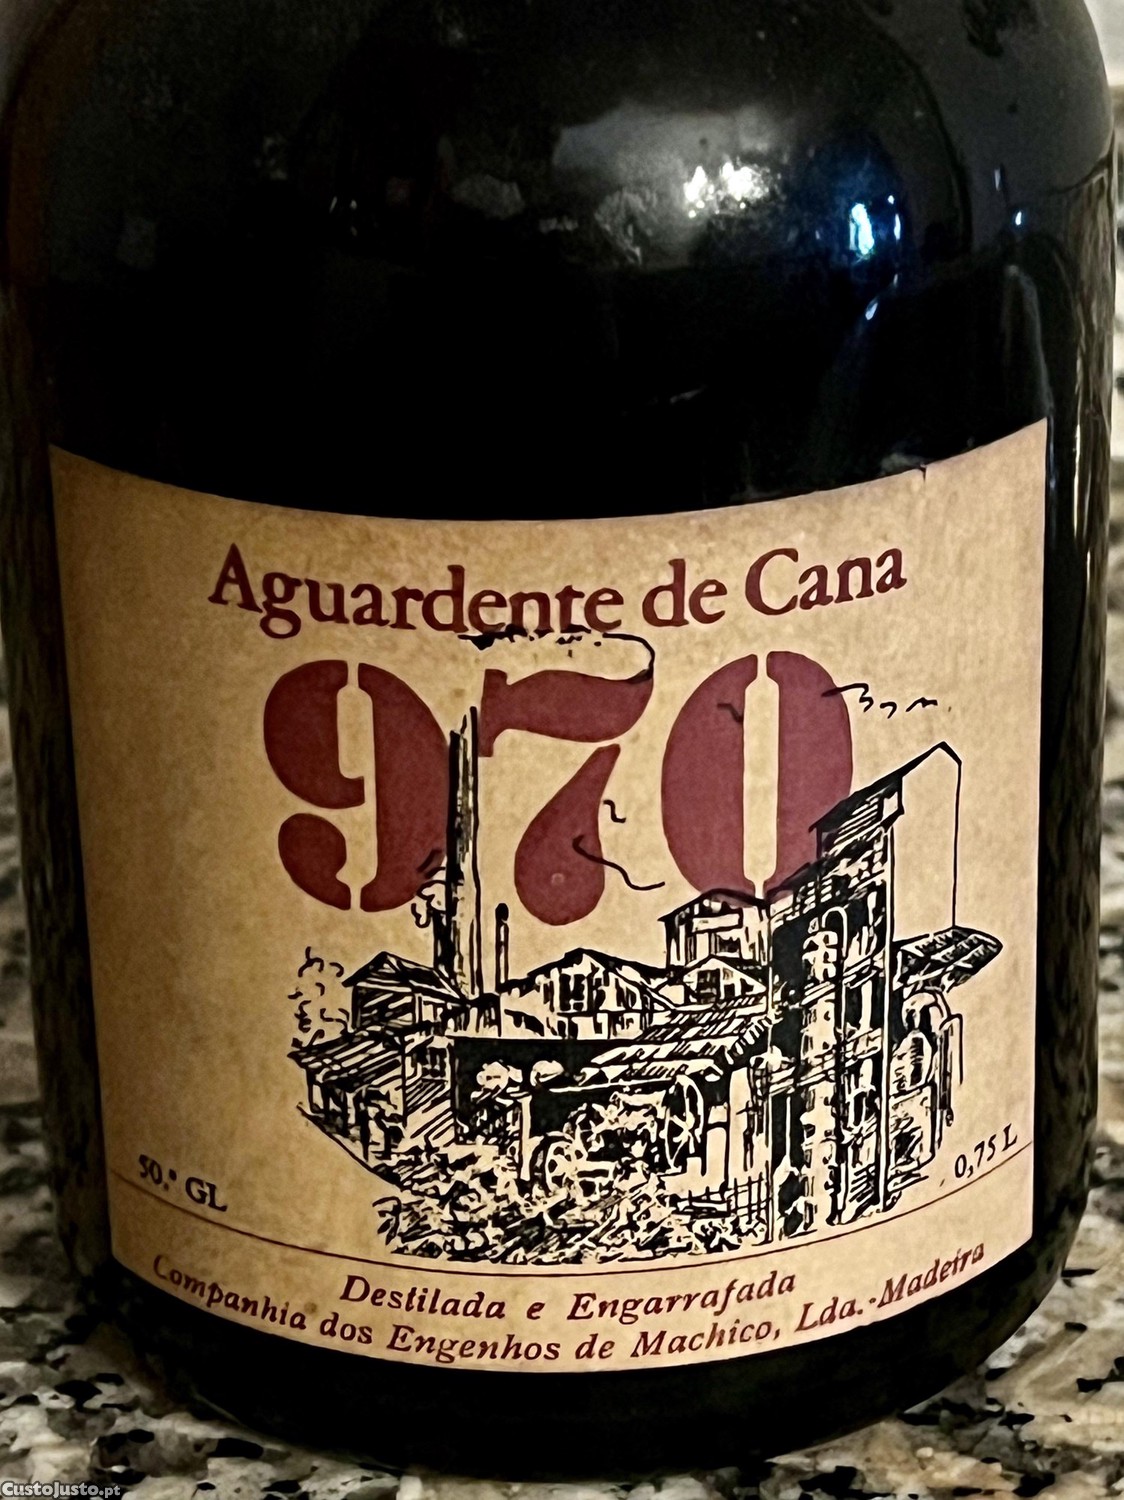 Aguardente de Cana
970
50.° GL
0,75 L
Destilada e Engarrafada
Companhia dos Engenhos de Machico, Lda.-Madeira
CustoJusto.pt